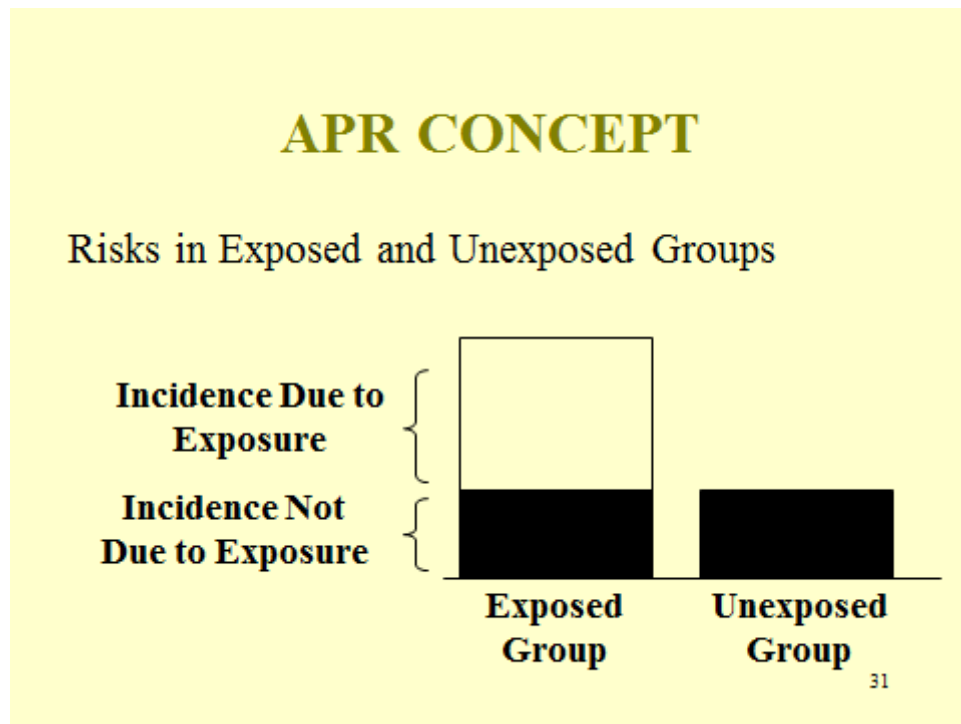 APR CONCEPT
Risks in Exposed and Unexposed Groups
Incidence Due to
Exposure
Incidence Not
Due to Exposure
Exposed
Group
Unexposed
Group
31